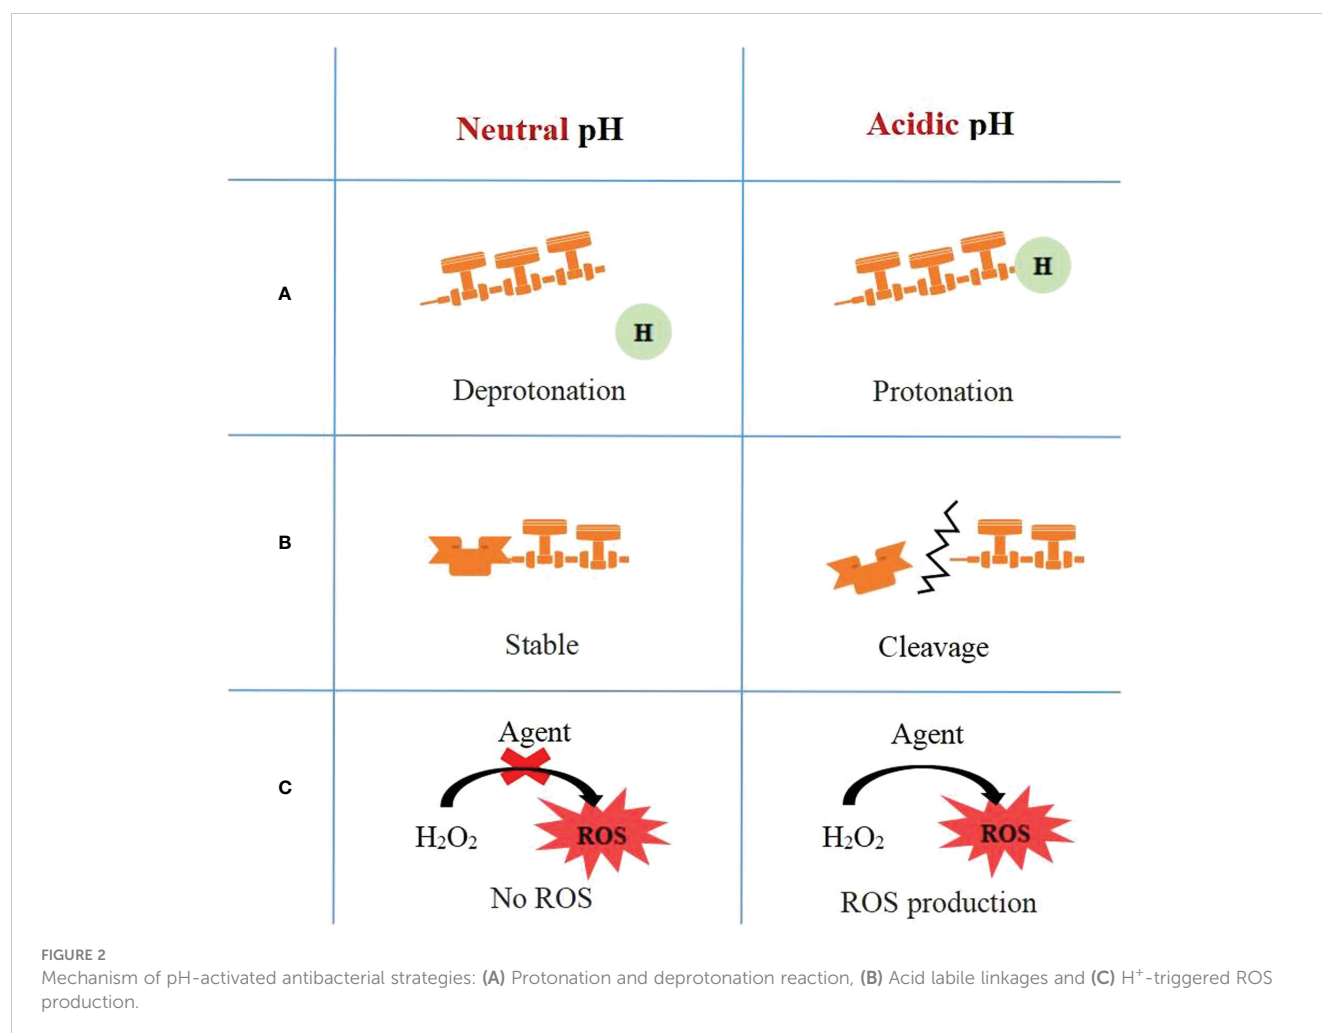 Neutral pH
Acidic pH
A
H
Deprotonation
H
Protonation
B
Stable
Cleavage
C
Agent
H₂O₂
ROS
No ROS
Agent
H₂O₂
ROS
ROS production
FIGURE 2
Mechanism of pH-activated antibacterial strategies: (A) Protonation and deprotonation reaction, (B) Acid labile linkages and (C) H⁺-triggered ROS
production.